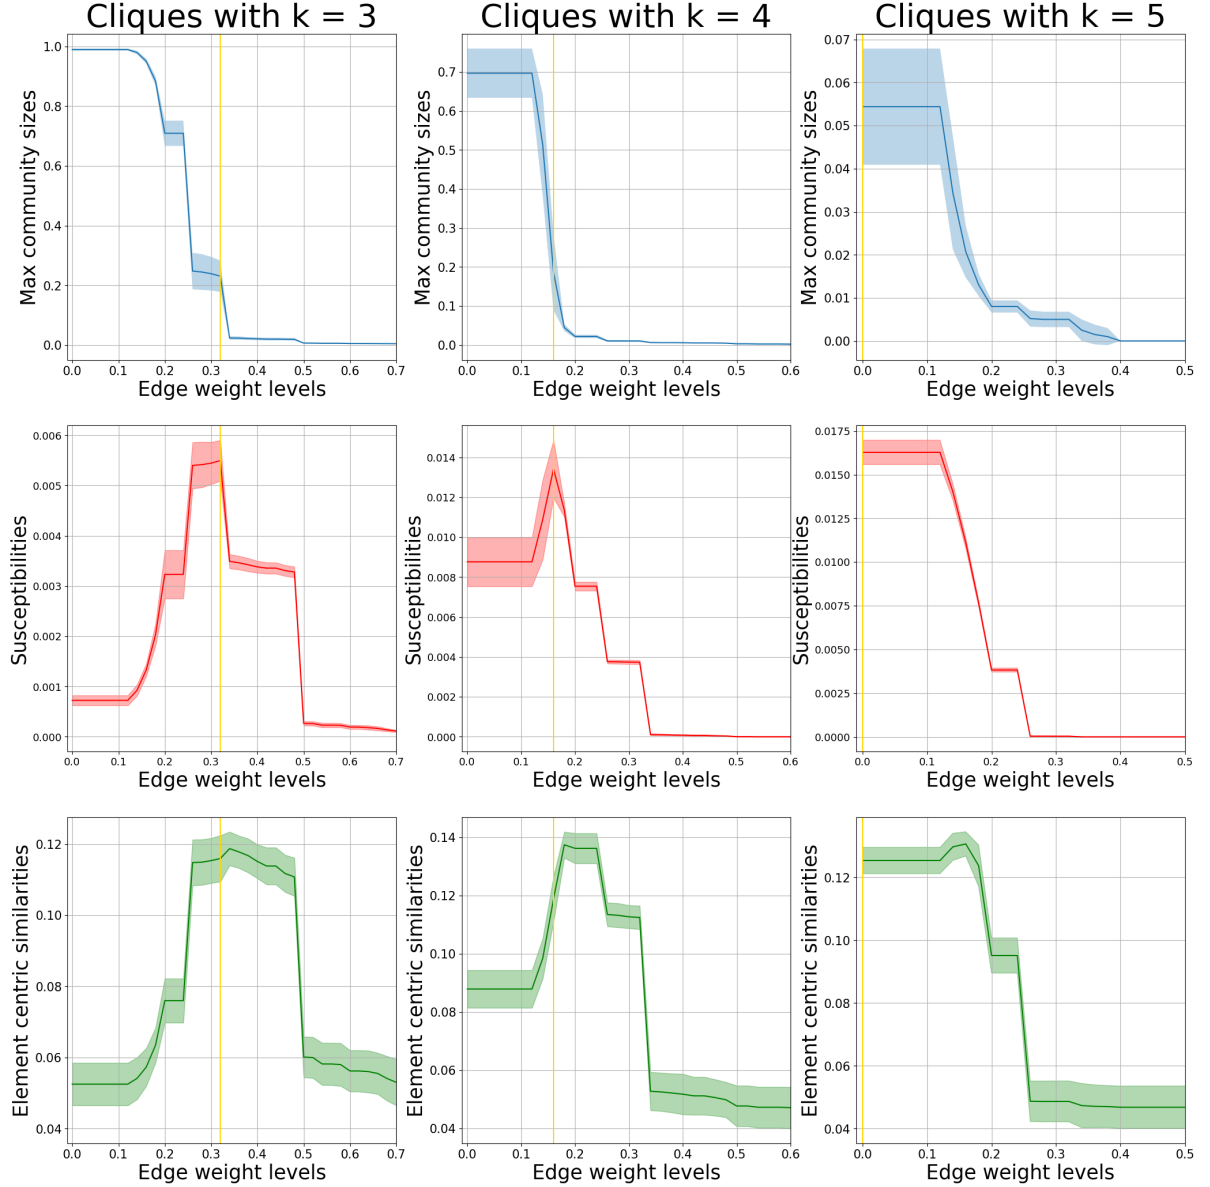 Cliques with k = 3
Cliques with k = 4
Cliques with k = 5
Max community sizes
1.0
0.8
0.6
0.4
0.2
0.0
0.0 0.1 0.2 0.3 0.4 0.5 0.6 0.7
Edge weight levels
Max community sizes
0.7
0.6
0.5
0.4
0.3
0.2
0.1
0.0
0.0 0.1 0.2 0.3 0.4 0.5 0.6
Edge weight levels
Max community sizes
0.07
0.06
0.05
0.04
0.03
0.02
0.01
0.00
0.0 0.1 0.2 0.3 0.4 0.5
Edge weight levels
Susceptibilities
0.006
0.005
0.004
0.003
0.002
0.001
0.000
0.0 0.1 0.2 0.3 0.4 0.5 0.6 0.7
Edge weight levels
Susceptibilities
0.014
0.012
0.010
0.008
0.006
0.004
0.002
0.000
0.0 0.1 0.2 0.3 0.4 0.5 0.6
Edge weight levels
Susceptibilities
0.0175
0.0150
0.0125
0.0100
0.0075
0.0050
0.0025
0.0000
0.0 0.1 0.2 0.3 0.4 0.5
Edge weight levels
Element centric similarities
0.12
0.10
0.08
0.06
0.04
0.0 0.1 0.2 0.3 0.4 0.5 0.6 0.7
Edge weight levels
Element centric similarities
0.14
0.12
0.10
0.08
0.06
0.04
0.0 0.1 0.2 0.3 0.4 0.5 0.6
Edge weight levels
Element centric similarities
0.12
0.10
0.08
0.06
0.04
0.0 0.1 0.2 0.3 0.4 0.5
Edge weight levels